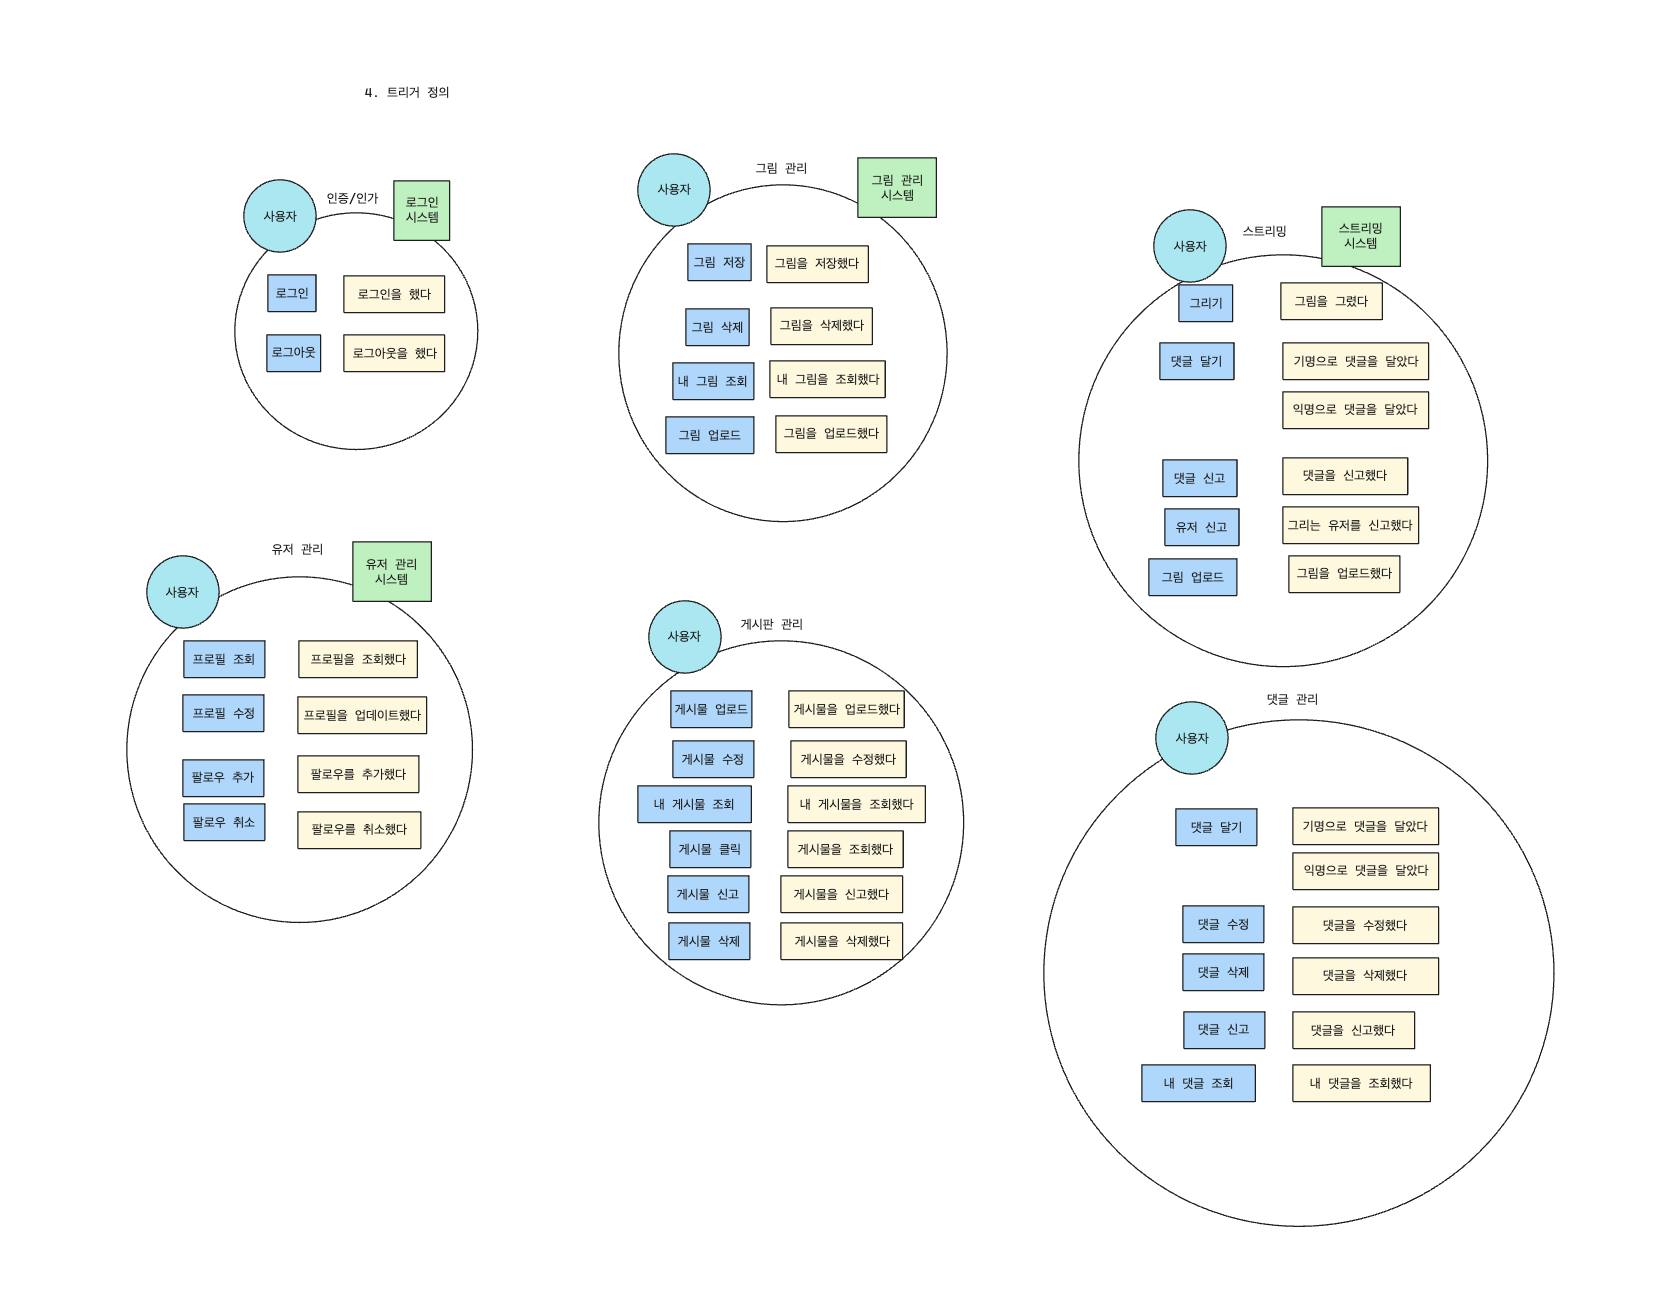 4. 트리거 정의
사용자
인증/인가
로그인
시스템
로그인
로그인을 했다
로그아웃
로그아웃을 했다
사용자
그림 관리
그림 관리
시스템
그림 저장
그림을 저장했다
그림 삭제
그림을 삭제했다
내 그림 조회
내 그림을 조회했다
그림 업로드
그림을 업로드했다
사용자
스트리밍
스트리밍
시스템
그리기
그림을 그렸다
댓글 달기
기명으로 댓글을 달았다
익명으로 댓글을 달았다
댓글 신고
댓글을 신고했다
유저 신고
그리는 유저를 신고했다
그림 업로드
그림을 업로드했다
사용자
유저 관리
유저 관리
시스템
프로필 조회
프로필을 조회했다
프로필 수정
프로필을 업데이트했다
팔로우 추가
팔로우를 추가했다
팔로우 취소
팔로우를 취소했다
사용자
게시판 관리
게시물 업로드
게시물을 업로드했다
게시물 수정
게시물을 수정했다
내 게시물 조회
내 게시물을 조회했다
게시물 클릭
게시물을 조회했다
게시물 신고
게시물을 신고했다
게시물 삭제
게시물을 삭제했다
사용자
댓글 관리
댓글 달기
기명으로 댓글을 달았다
익명으로 댓글을 달았다
댓글 수정
댓글을 수정했다
댓글 삭제
댓글을 삭제했다
댓글 신고
댓글을 신고했다
내 댓글 조회
내 댓글을 조회했다